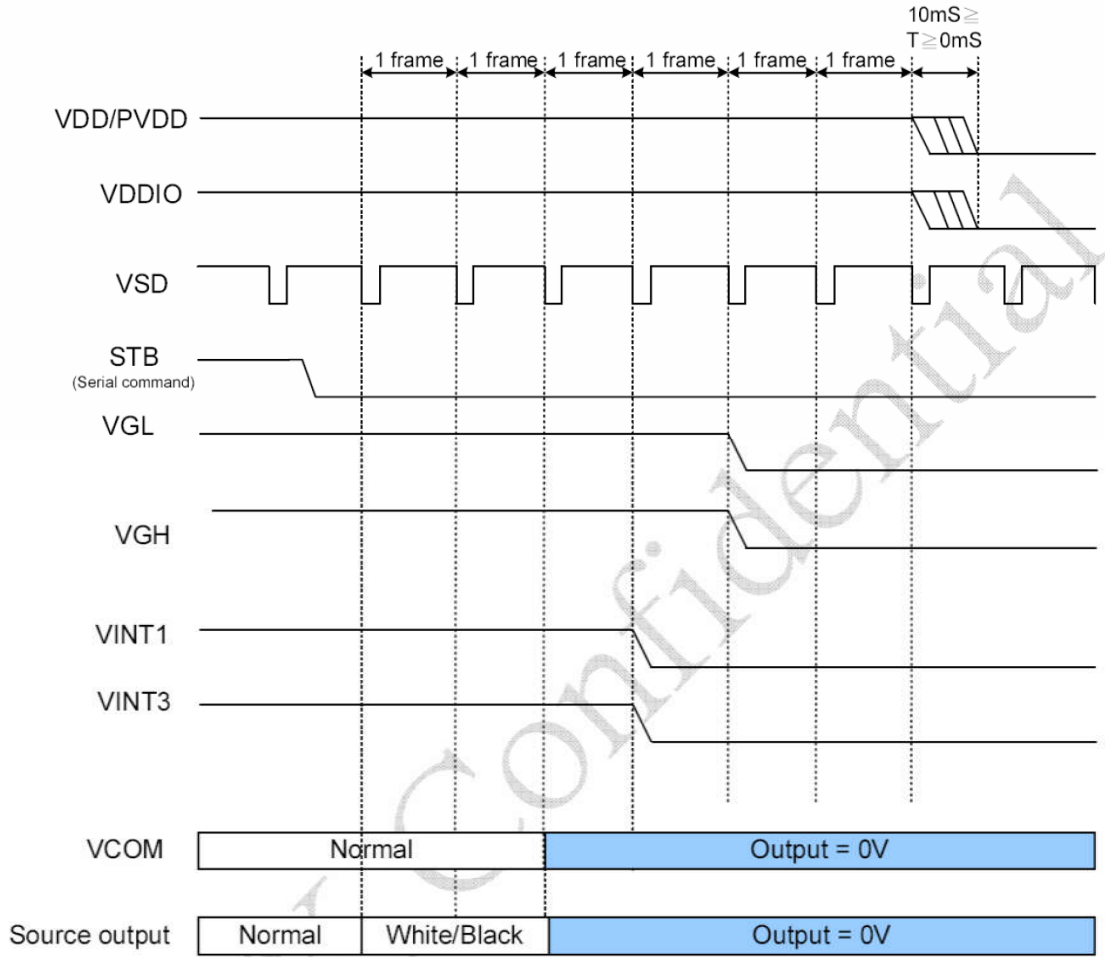 10mS≧
T≧0mS
1 frame 1 frame 1 frame 1 frame 1 frame 1 frame
VDD/PVDD
VDDIO
VSD
STB
(Serial command)
VGL
VGH
VINT1
VINT3
VCOM Normal Output = 0V
Source output Normal White/Black Output = 0V
Confidential